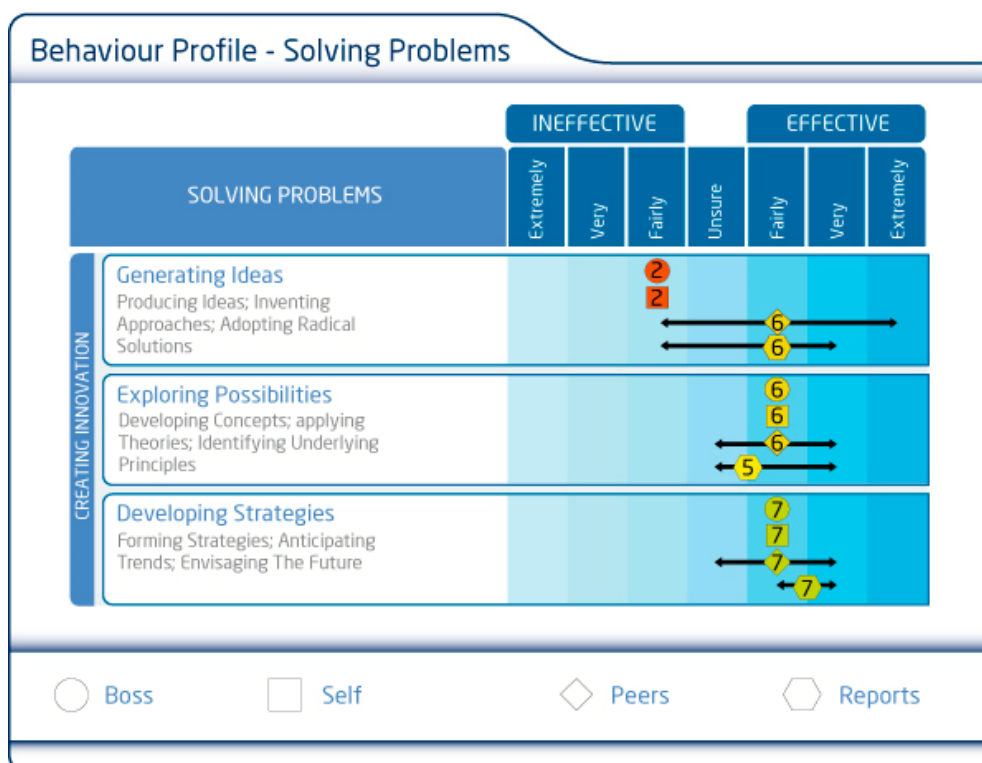 Behaviour Profile - Solving Problems
INEFFECTIVE
EFFECTIVE
SOLVING PROBLEMS
Extremely
Very
Fairly
Unsure
Fairly
Very
Extremely
CREATING INNOVATION
Generating Ideas
Producing Ideas; Inventing
Approaches; Adopting Radical
Solutions
2
2
6
6
Exploring Possibilities
Developing Concepts; applying
Theories; Identifying Underlying
Principles
6
6
6
5
Developing Strategies
Forming Strategies; Anticipating
Trends; Envisaging The Future
7
7
7
7
Boss
Self
Peers
Reports